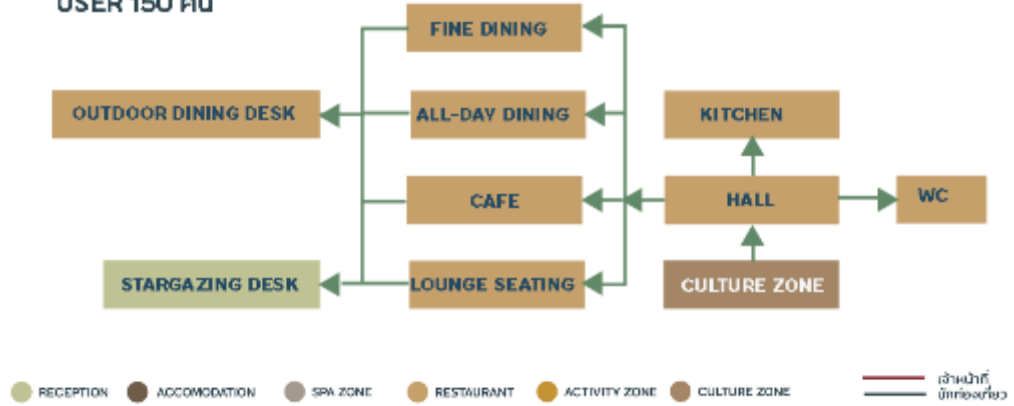 USER 150 คน
FINE DINING
OUTDOOR DINING DESK
ALL-DAY DINING
KITCHEN
CAFE
HALL
WC
STARGAZING DESK
LOUNGE SEATING
CULTURE ZONE
RECEPTION
ACCOMODATION
SPA ZONE
RESTAURANT
ACTIVITY ZONE
CULTURE ZONE
เจ้าหน้าที่
นักท่องเที่ยว